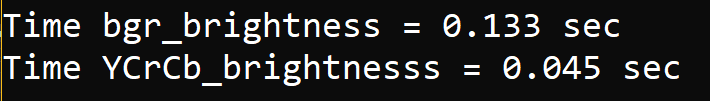 Time bgr_brightness = 0.133 sec
Time YCrCb_brightnesss = 0.045 sec